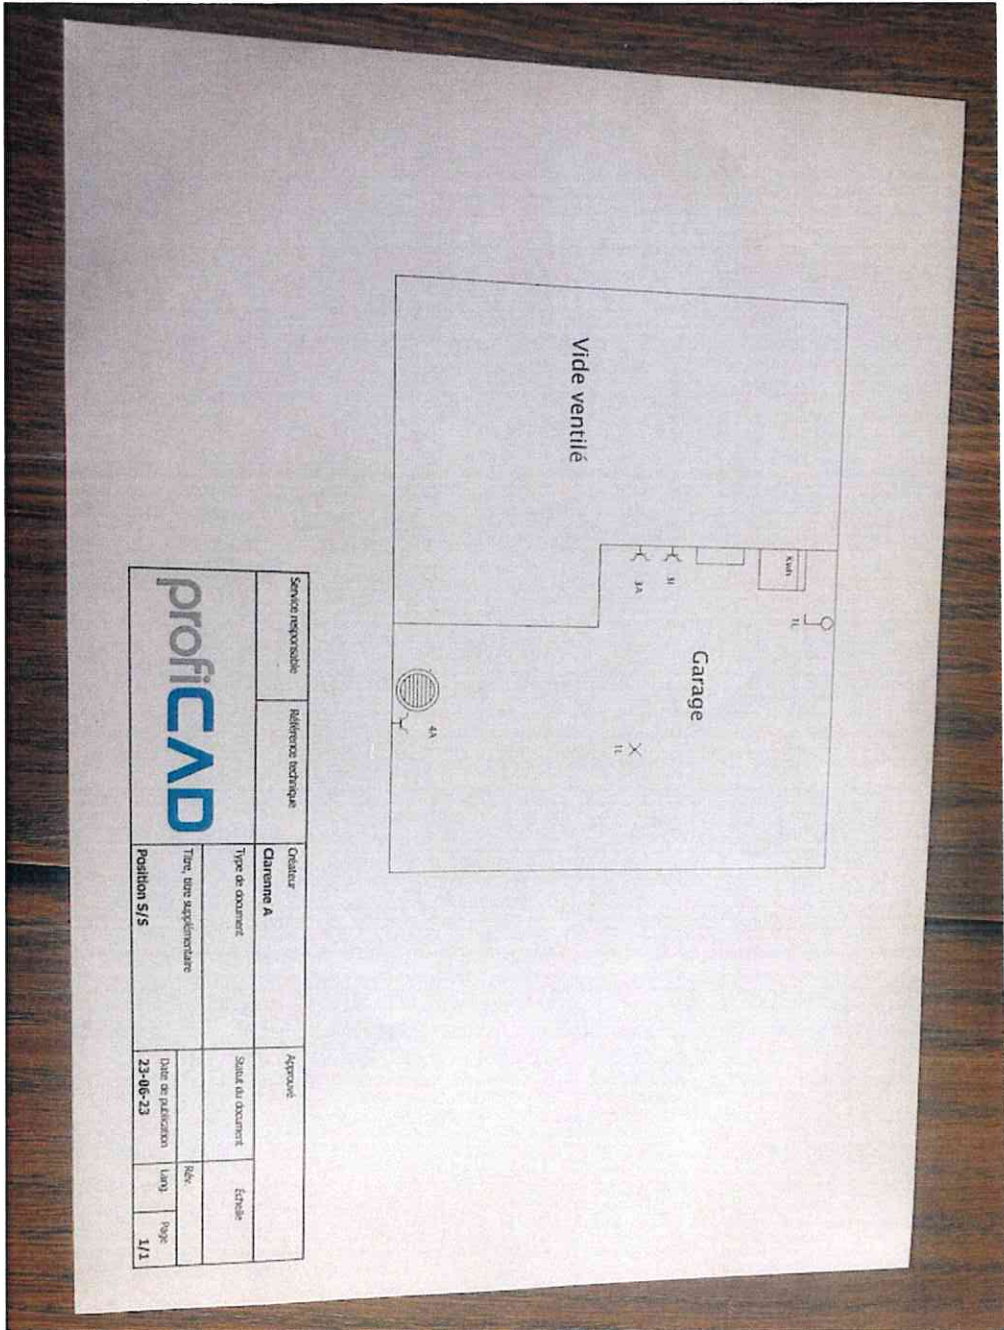 Kwh
1L
3I
3A
Garage
1L
Vide ventilé
4A
Service responsable
Référence technique
Créateur
Clarenne A
Approuvé
proficAD
Type de document
Statut du document
Échelle
Titre, titre supplémentaire
Position S/S
Rév.
Date de publication
23-06-23
Lang
Page
1/1